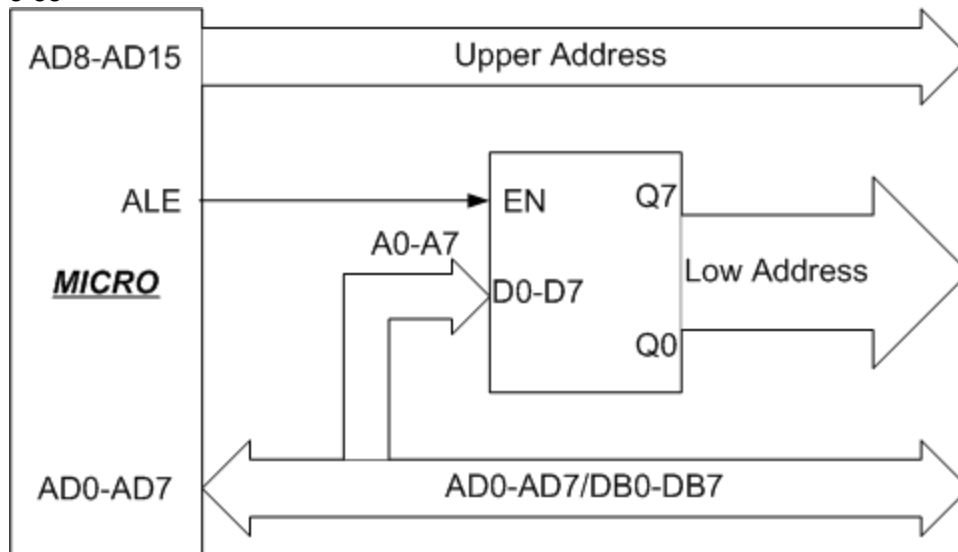 AD8-AD15
Upper Address
ALE
EN
Q7
A0-A7
MICRO
D0-D7
Low Address
Q0
AD0-AD7
AD0-AD7/DB0-DB7